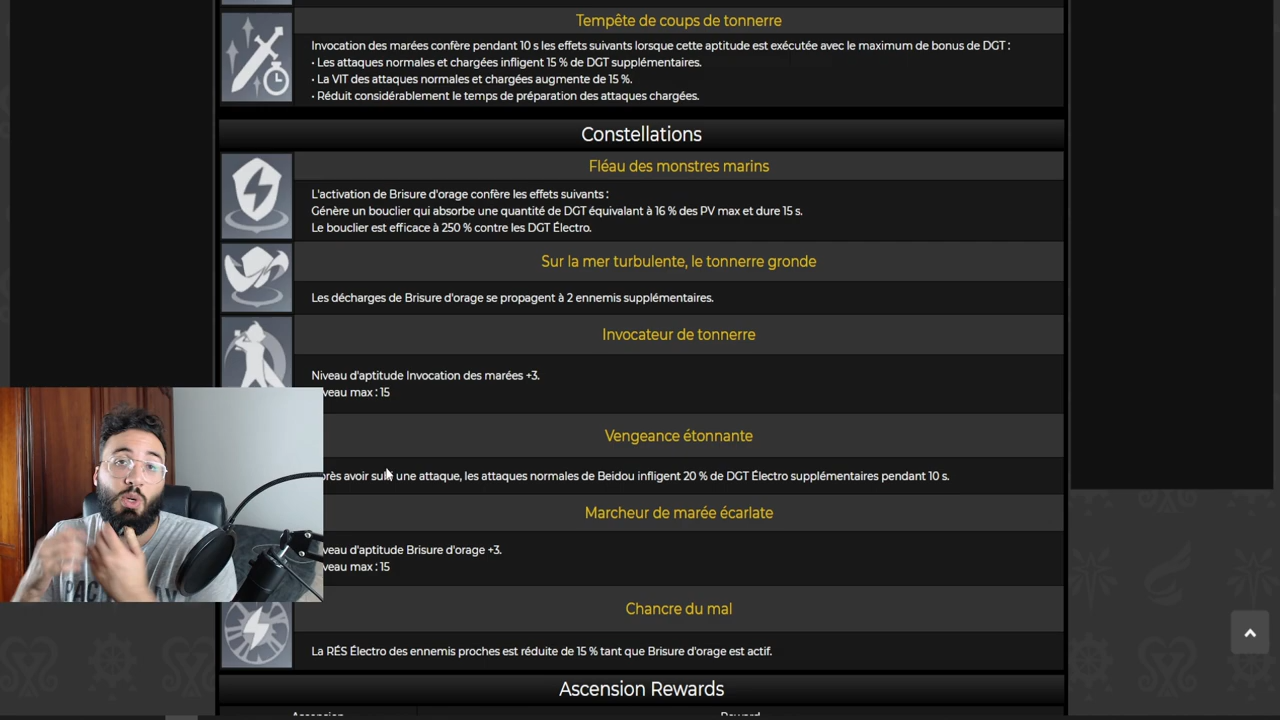 Tempête de coups de tonnerre
Invocation des marées confère pendant 10 s les effets suivants lorsque cette aptitude est exécutée avec le maximum de bonus de DGT :
• Les attaques normales et chargées infligent 15 % de DGT supplémentaires.
• La VIT des attaques normales et chargées augmente de 15 %.
• Réduit considérablement le temps de préparation des attaques chargées.
Constellations
Fléau des monstres marins
L'activation de Brisure d'orage confère les effets suivants :
Génère un bouclier qui absorbe une quantité de DGT équivalant à 16 % des PV max et dure 15 s.
Le bouclier est efficace à 250 % contre les DGT Électro.
Sur la mer turbulente, le tonnerre gronde
Les décharges de Brisure d'orage se propagent à 2 ennemis supplémentaires.
Invocateur de tonnerre
Niveau d'aptitude Invocation des marées +3.
veau max : 15
Vengeance étonnante
rès avoir subi une attaque, les attaques normales de Beidou infligent 20 % de DGT Électro supplémentaires pendant 10 s.
Marcheur de marée écarlate
veau d'aptitude Brisure d'orage +3.
veau max : 15
Chancre du mal
La RÉS Électro des ennemis proches est réduite de 15 % tant que Brisure d'orage est actif.
Ascension Rewards
Ascension Reward